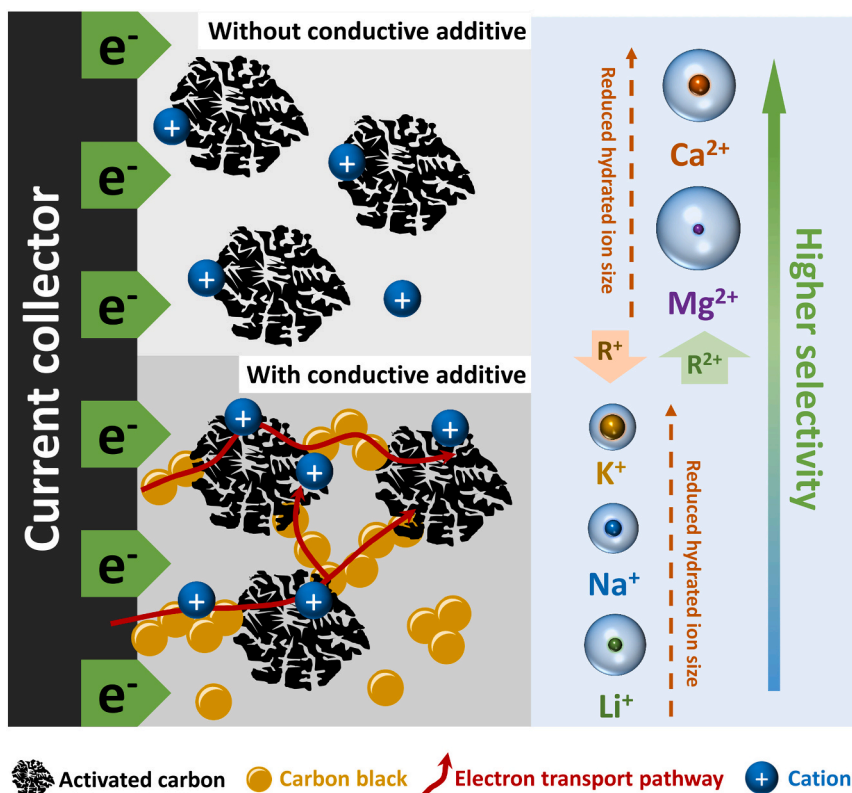 Current collector
e-
e-
e-
e-
e-
e-
Without conductive additive
+
+
+
+
With conductive additive
+
+
+
+
+
Reduced hydrated ion size
Ca²⁺
Mg²⁺
R⁺
R²⁺
K⁺
Na⁺
Li⁺
Reduced hydrated ion size
Higher selectivity
Activated carbon
Carbon black
Electron transport pathway
+
Cation